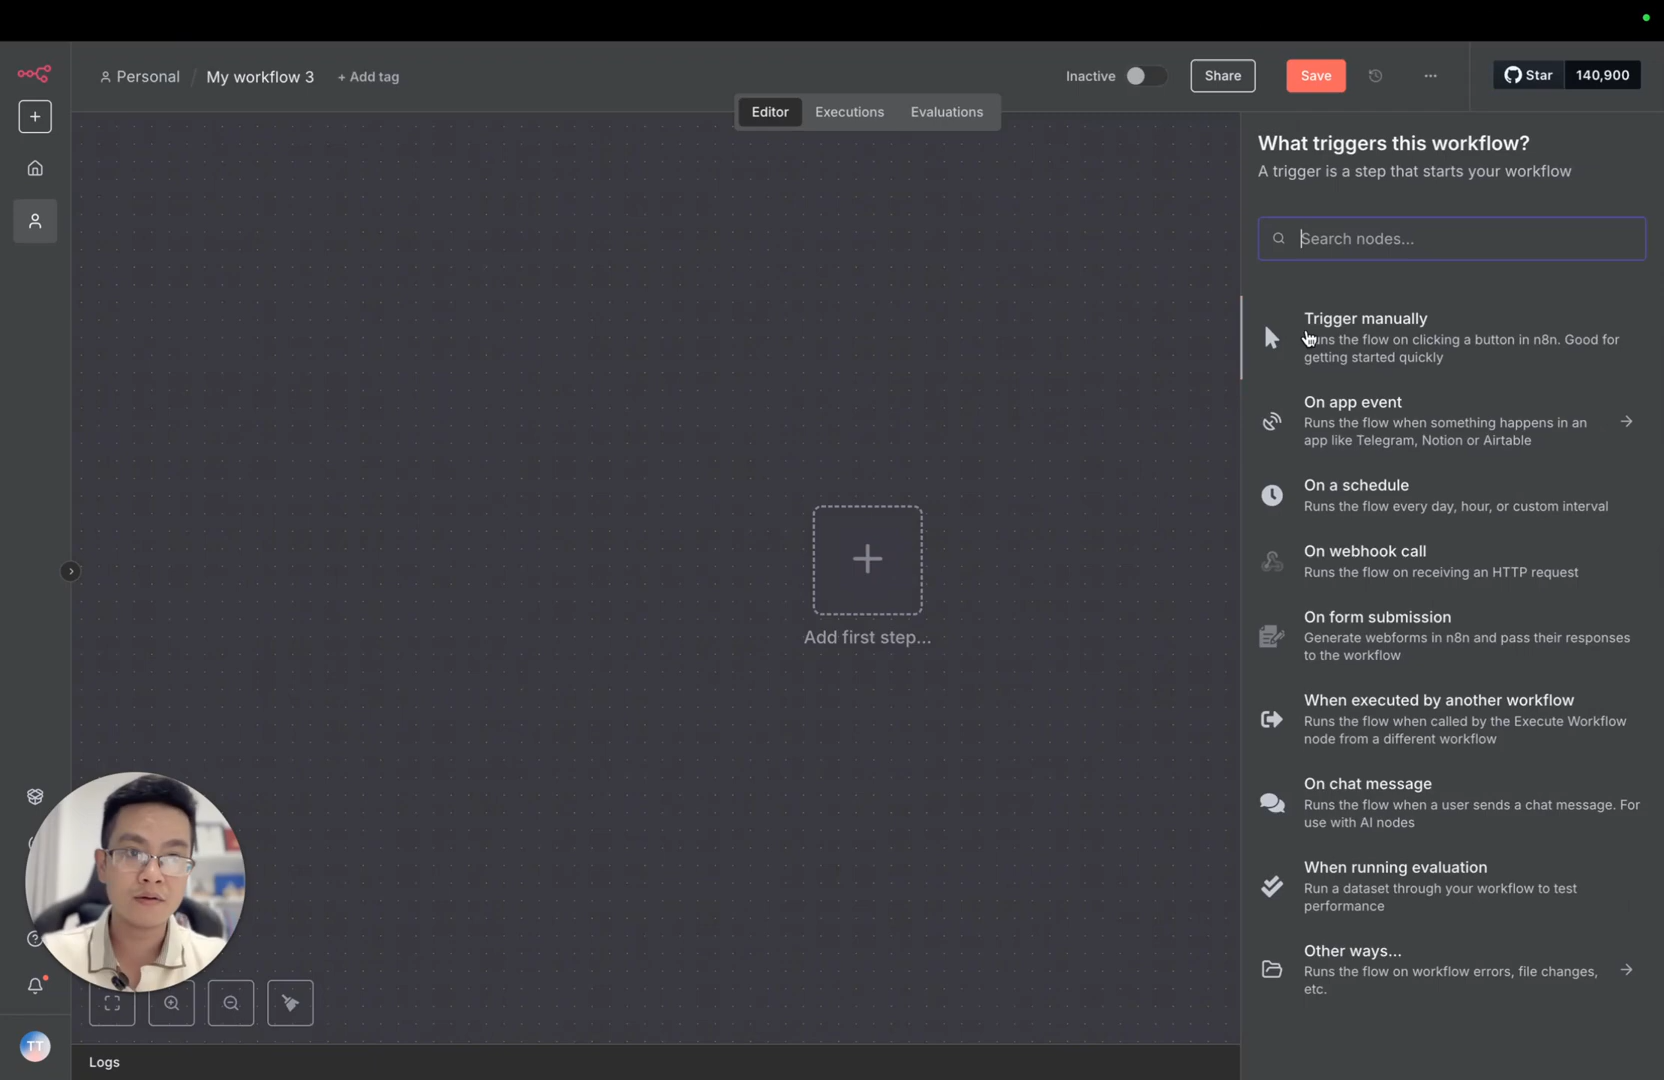 Personal / My workflow 3 + Add tag
Inactive
Share
Save
...
Star 140,900
Editor Executions Evaluations
What triggers this workflow?
A trigger is a step that starts your workflow
Search nodes...
Trigger manually
uns the flow on clicking a button in n8n. Good for
getting started quickly
On app event
Runs the flow when something happens in an
app like Telegram, Notion or Airtable
On a schedule
Runs the flow every day, hour, or custom interval
On webhook call
Runs the flow on receiving an HTTP request
On form submission
Generate webforms in n8n and pass their responses
to the workflow
When executed by another workflow
Runs the flow when called by the Execute Workflow
node from a different workflow
On chat message
Runs the flow when a user sends a chat message. For
use with AI nodes
When running evaluation
Run a dataset through your workflow to test
performance
Other ways...
Runs the flow on workflow errors, file changes,
etc.
Add first step...
TT
Logs